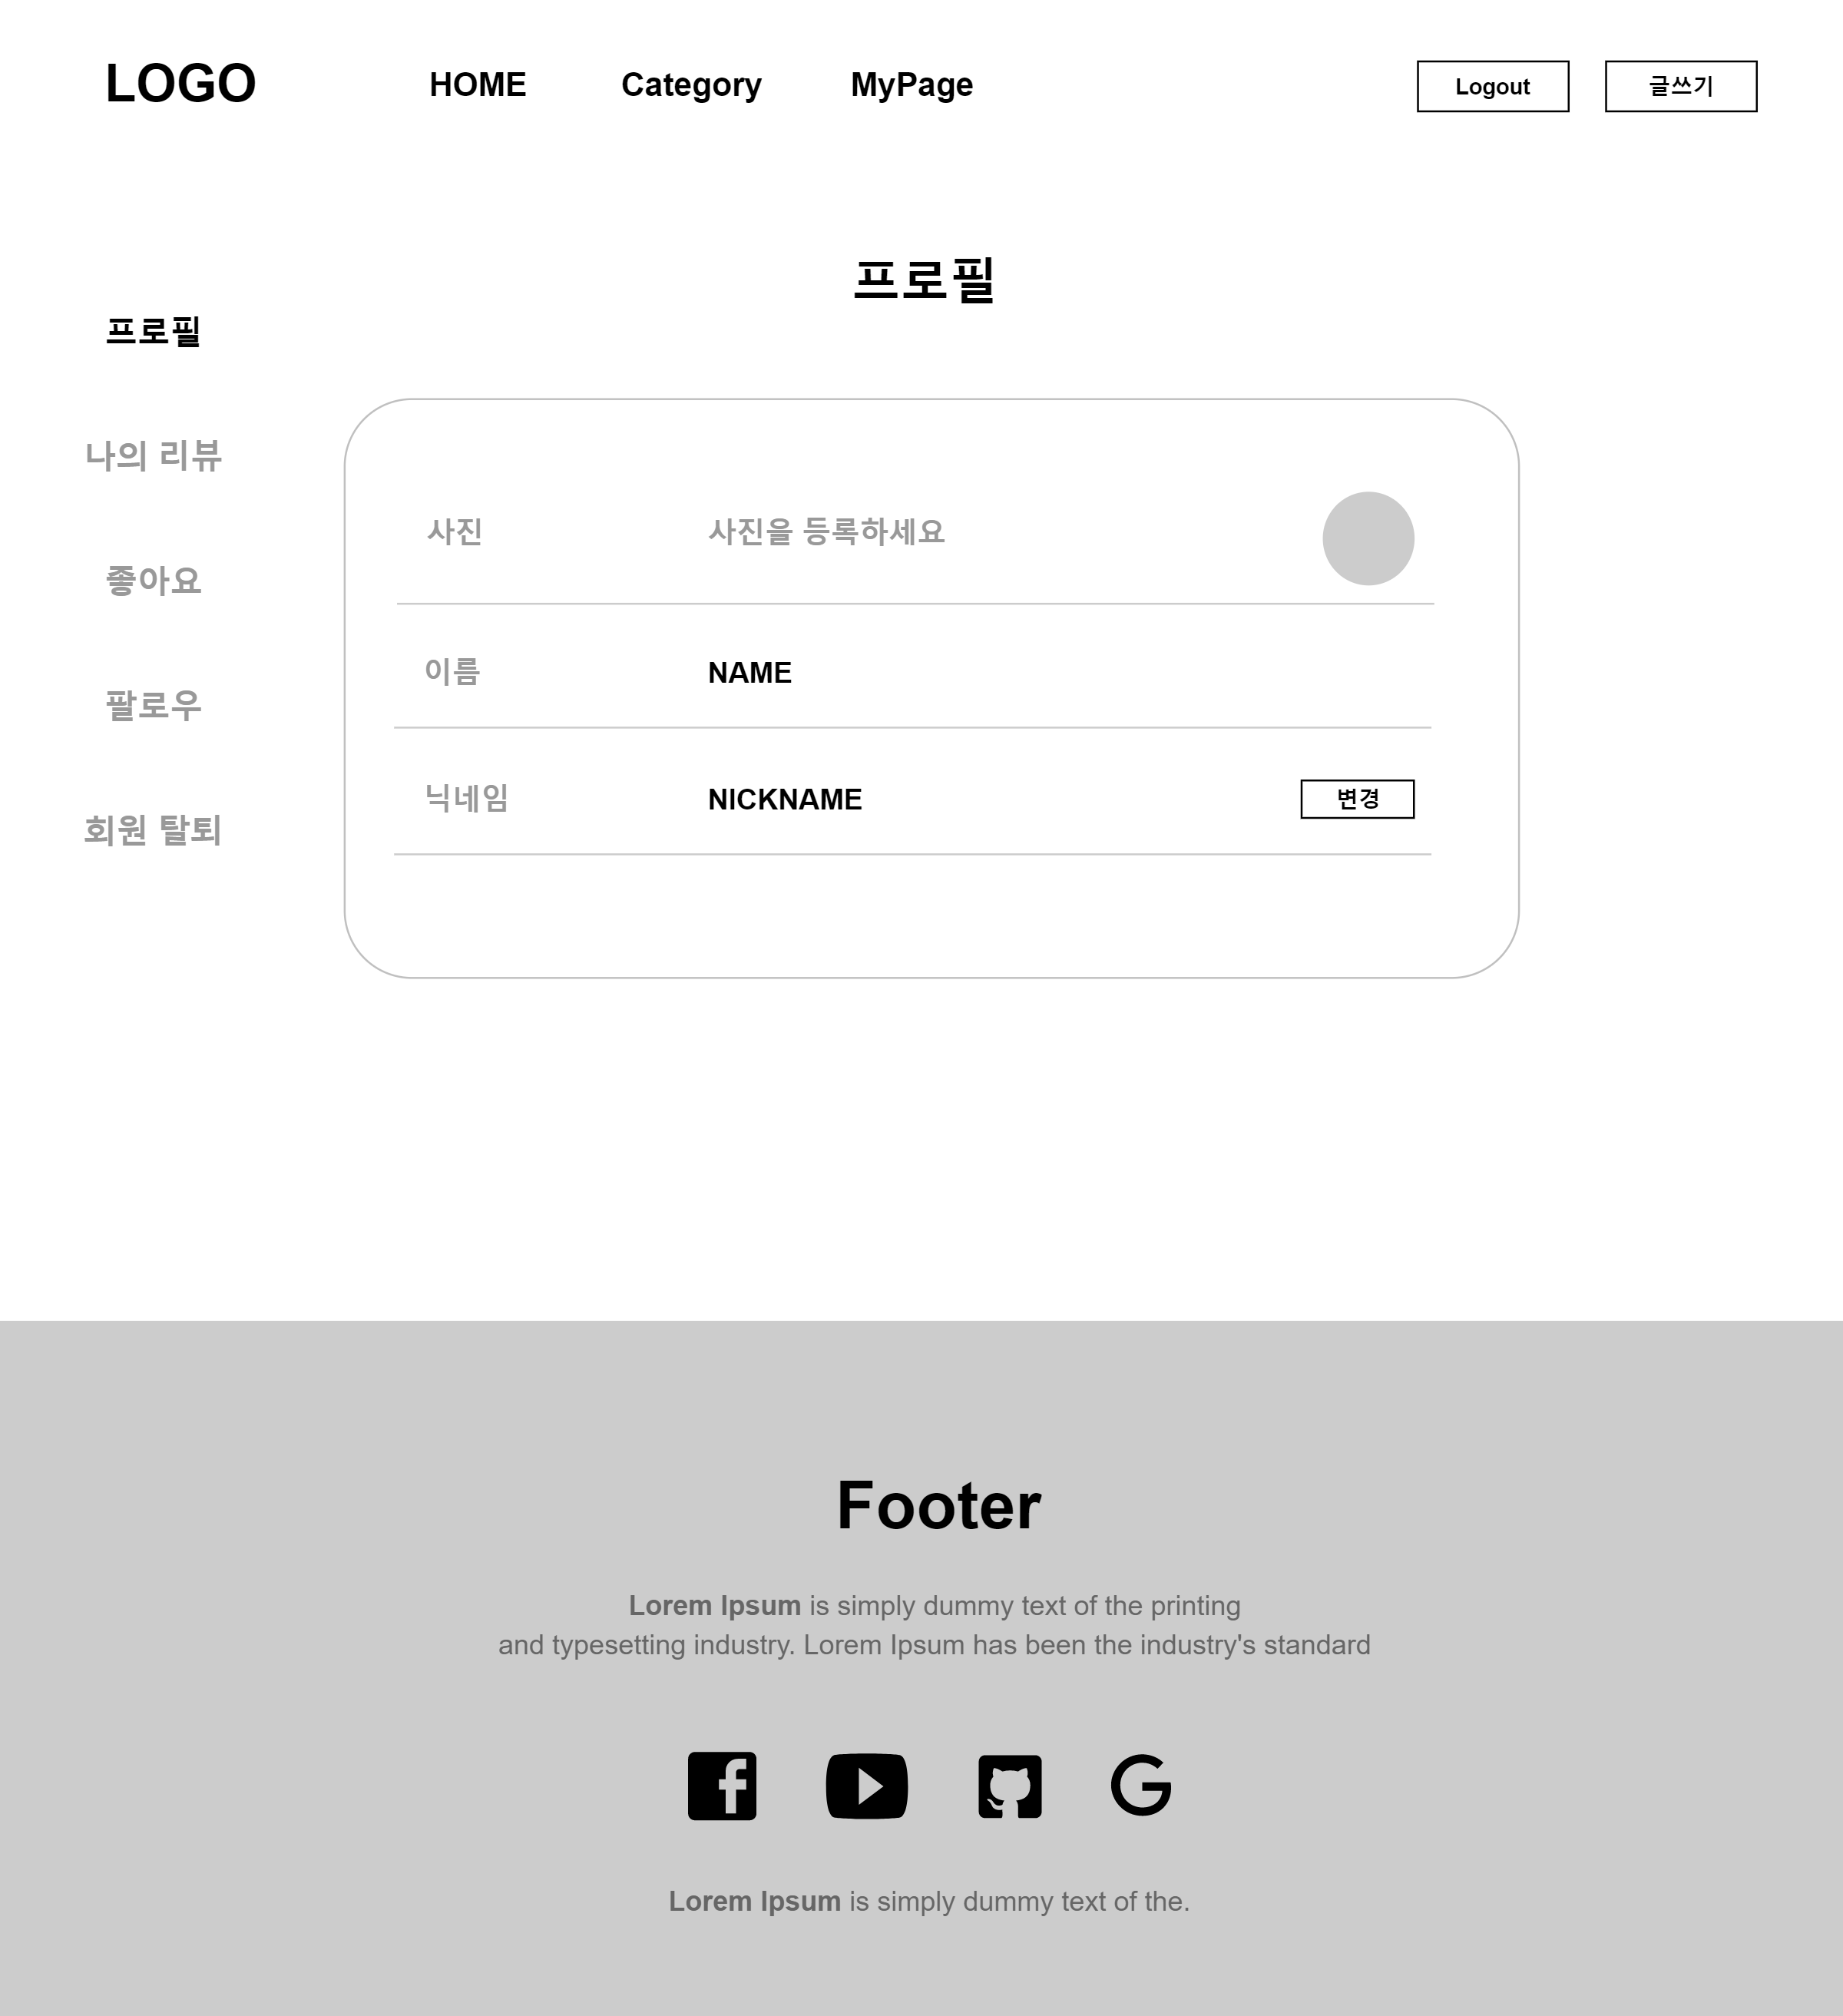 LOGO HOME Category MyPage Logout 글쓰기
프로필
프로필
나의 리뷰
좋아요
팔로우
회원 탈퇴
사진 사진을 등록하세요
이름 NAME
닉네임 NICKNAME 변경
Footer
Lorem Ipsum is simply dummy text of the printing
and typesetting industry. Lorem Ipsum has been the industry's standard
Lorem Ipsum is simply dummy text of the.